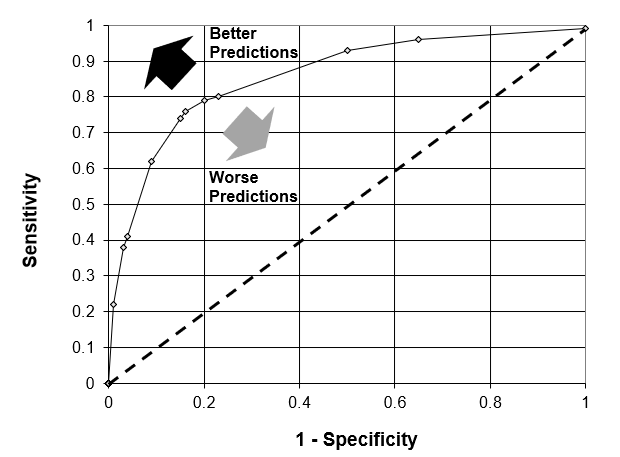 Better
Predictions
Worse
Predictions
Sensitivity
1
0.9
0.8
0.7
0.6
0.5
0.4
0.3
0.2
0.1
0
0 0.2 0.4 0.6 0.8 1
1 - Specificity